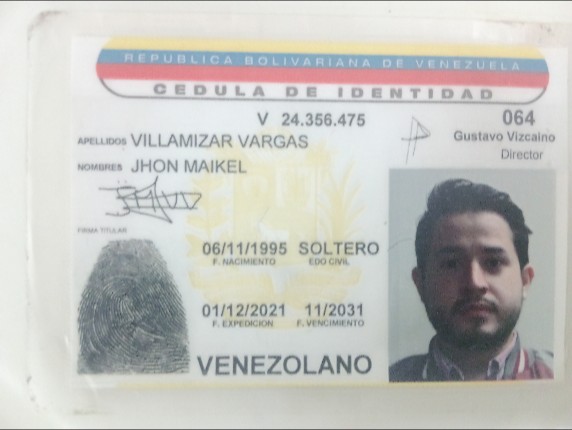 REPUBLICA BOLIVARIANA DE VENEZUELA
CEDULA DE IDENTIDAD
V 24.356.475
064
Gustavo Vizcaino
Director
APELLIDOS VILLAMIZAR VARGAS
NOMBRES JHON MAIKEL
FIRMA TITULAR
06/11/1995 SOLTERO
F. NACIMIENTO EDO CIVIL
01/12/2021 11/2031
F. EXPEDICION F. VENCIMIENTO
VENEZOLANO